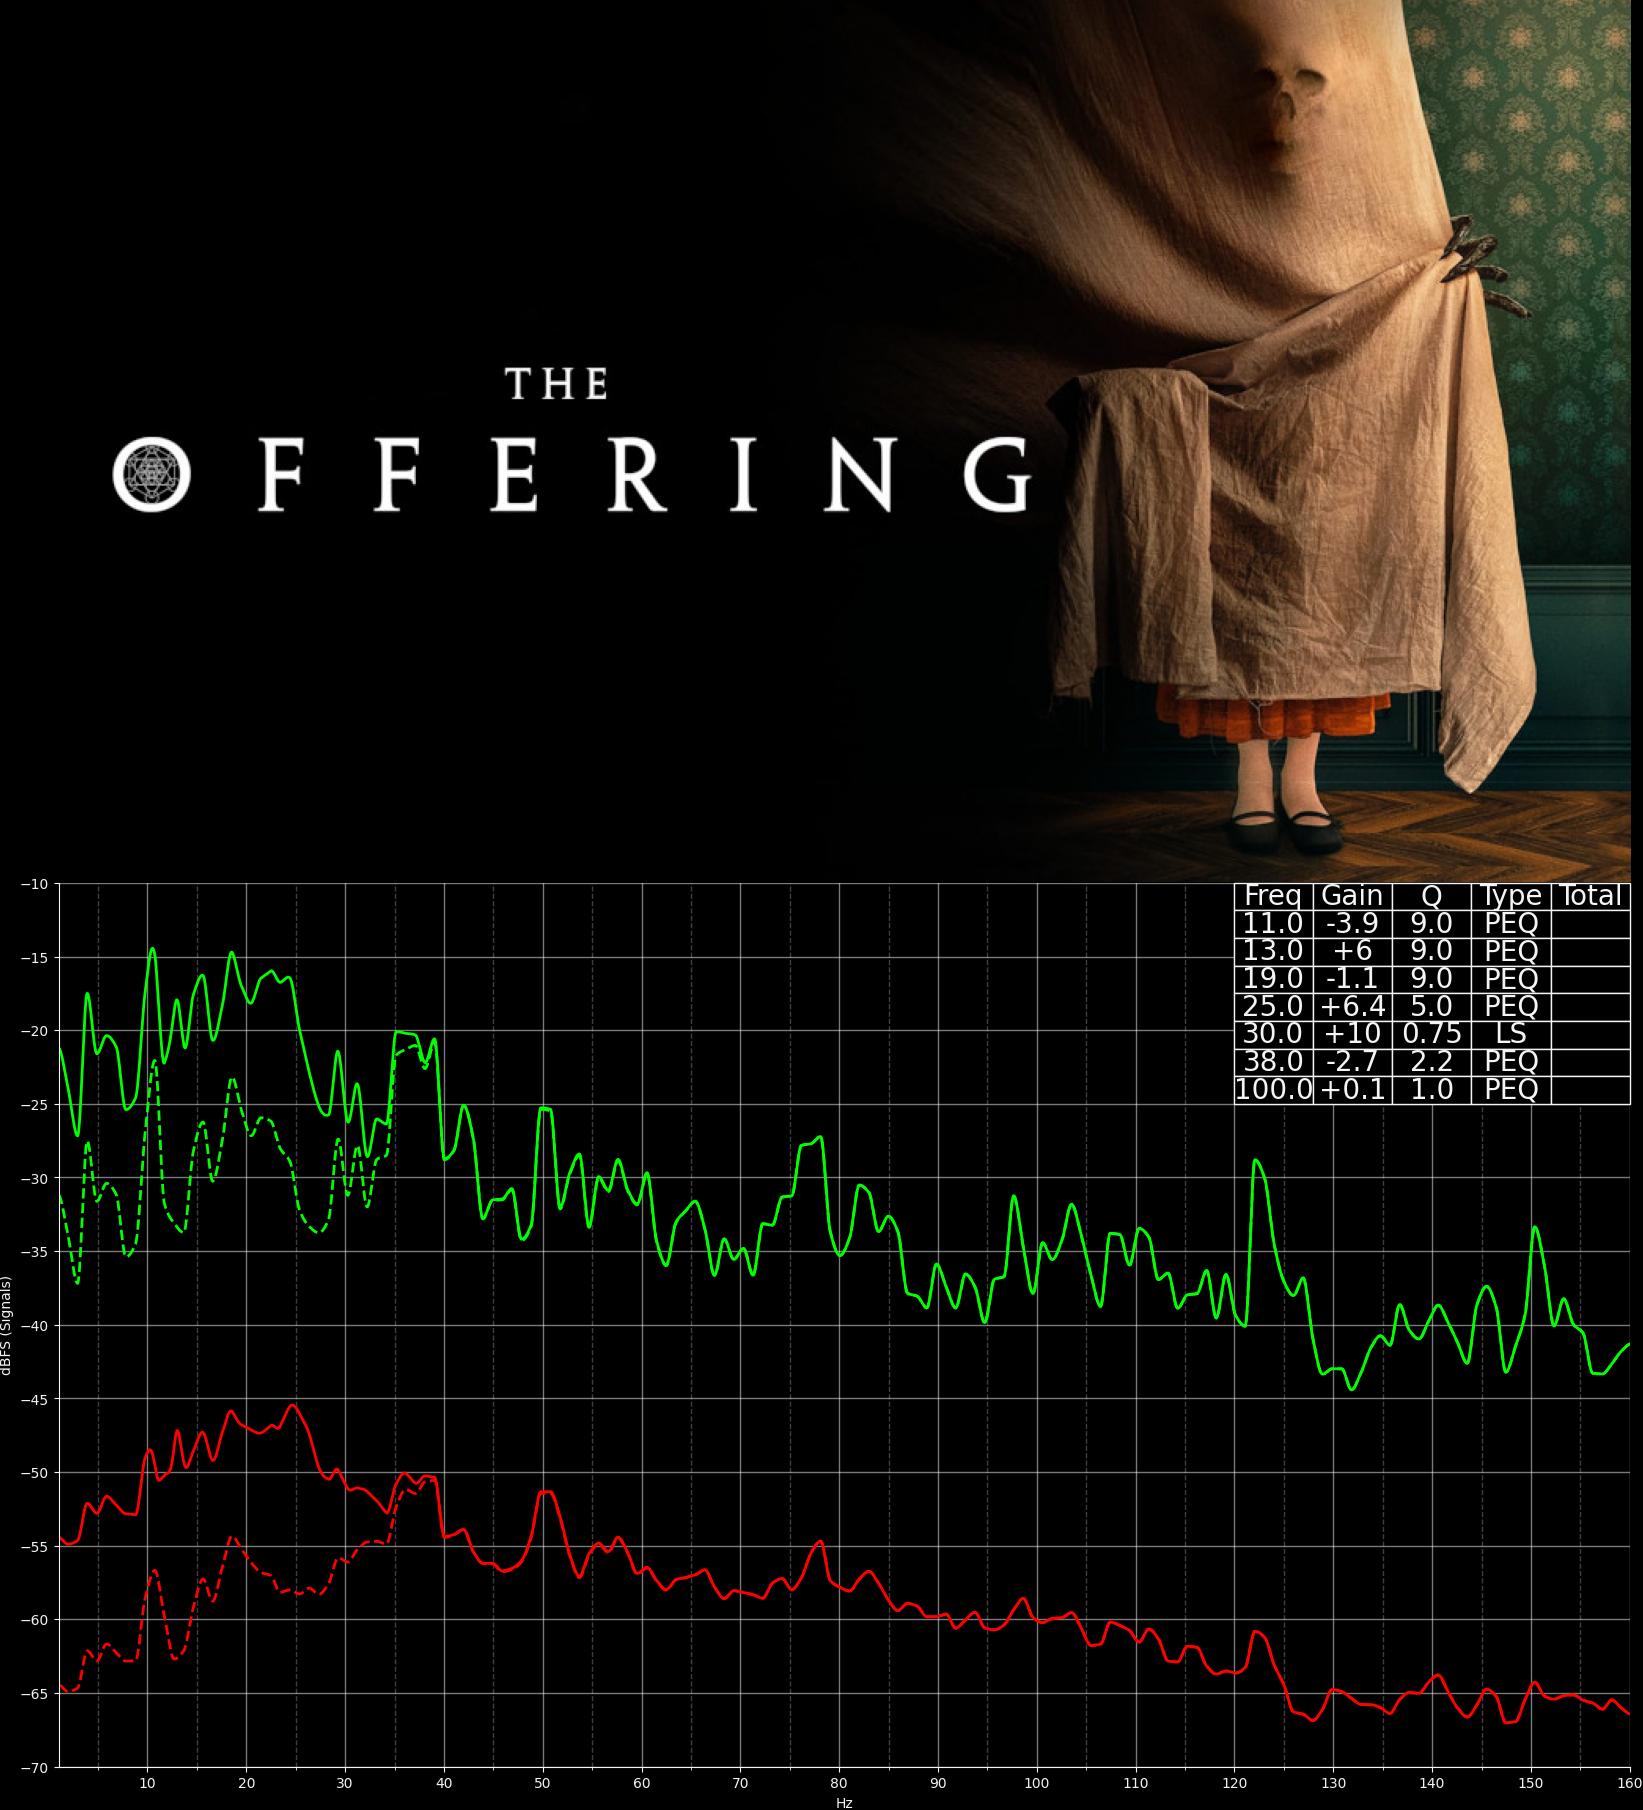 THE
OFFERING
Freq Gain Q Type Total
11.0 -3.9 9.0 PEQ
13.0 +6 9.0 PEQ
19.0 -1.1 9.0 PEQ
25.0 +6.4 5.0 PEQ
30.0 +10 0.75 LS
38.0 -2.7 2.2 PEQ
100.0 +0.1 1.0 PEQ
−10
−15
−20
−25
−30
−35
−40
−45
−50
−55
−60
−65
−70
dBFS (Signals)
10 20 30 40 50 60 70 80 90 100 110 120 130 140 150 160
Hz